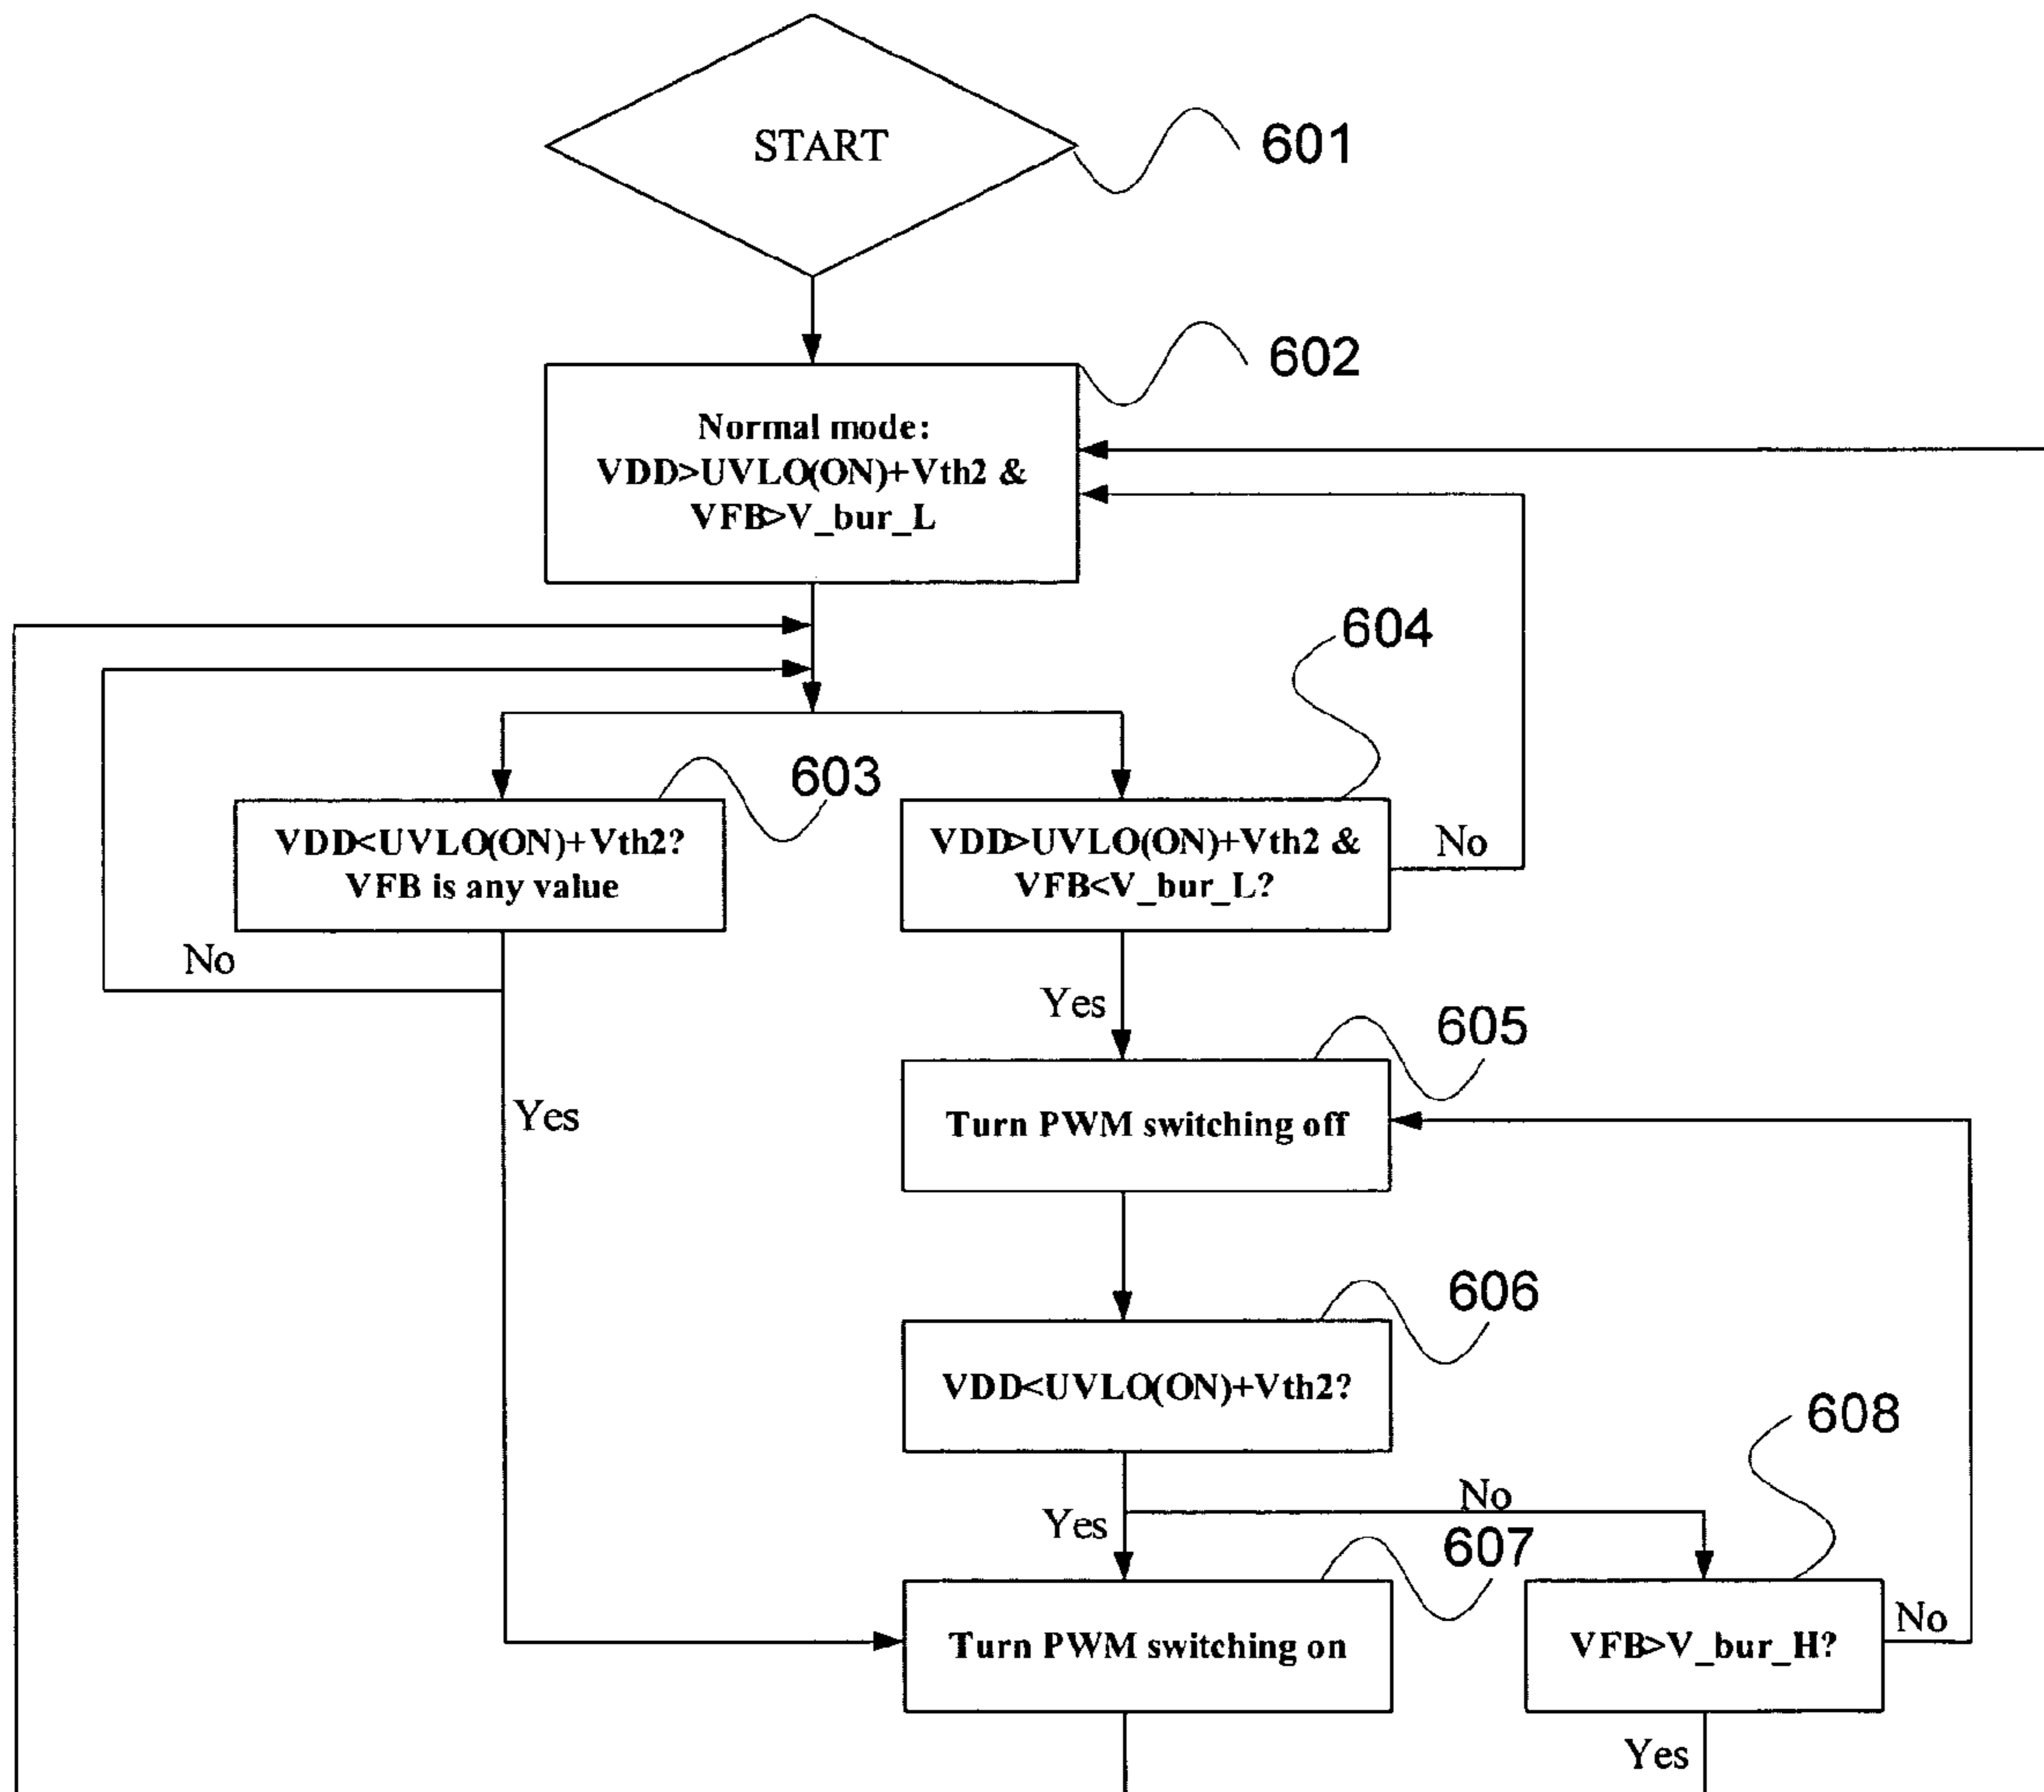 START
601
602
Normal mode:
VDD>UVLO(ON)+Vth2 &
VFB>V_bur_L
604
603
VDD<UVLO(ON)+Vth2?
VFB is any value
VDD>UVLO(ON)+Vth2 &
VFB<V_bur_L?
No
No
Yes
605
Yes
Turn PWM switching off
606
VDD<UVLO(ON)+Vth2?
608
No
Yes
607
Turn PWM switching on
VFB>V_bur_H?
No
Yes